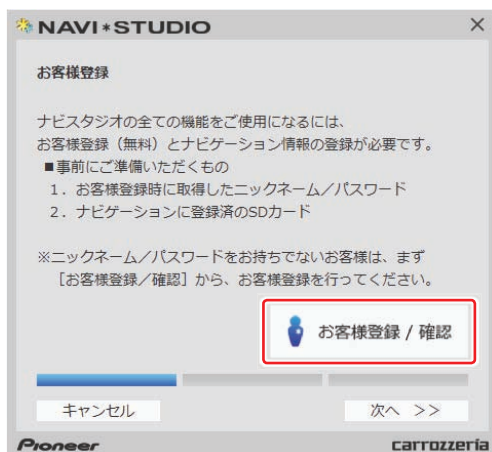 NAVI*STUDIO
お客様登録
ナビスタジオの全ての機能をご使用になるには、
お客様登録（無料）とナビゲーション情報の登録が必要です。
■事前にご準備いただくもの
1．お客様登録時に取得したニックネーム／パスワード
2．ナビゲーションに登録済のSDカード
※ニックネーム／パスワードをお持ちでないお客様は、まず
［お客様登録／確認］から、お客様登録を行ってください。
お客様登録 / 確認
キャンセル
次へ >>
Pioneer
carrozzeria